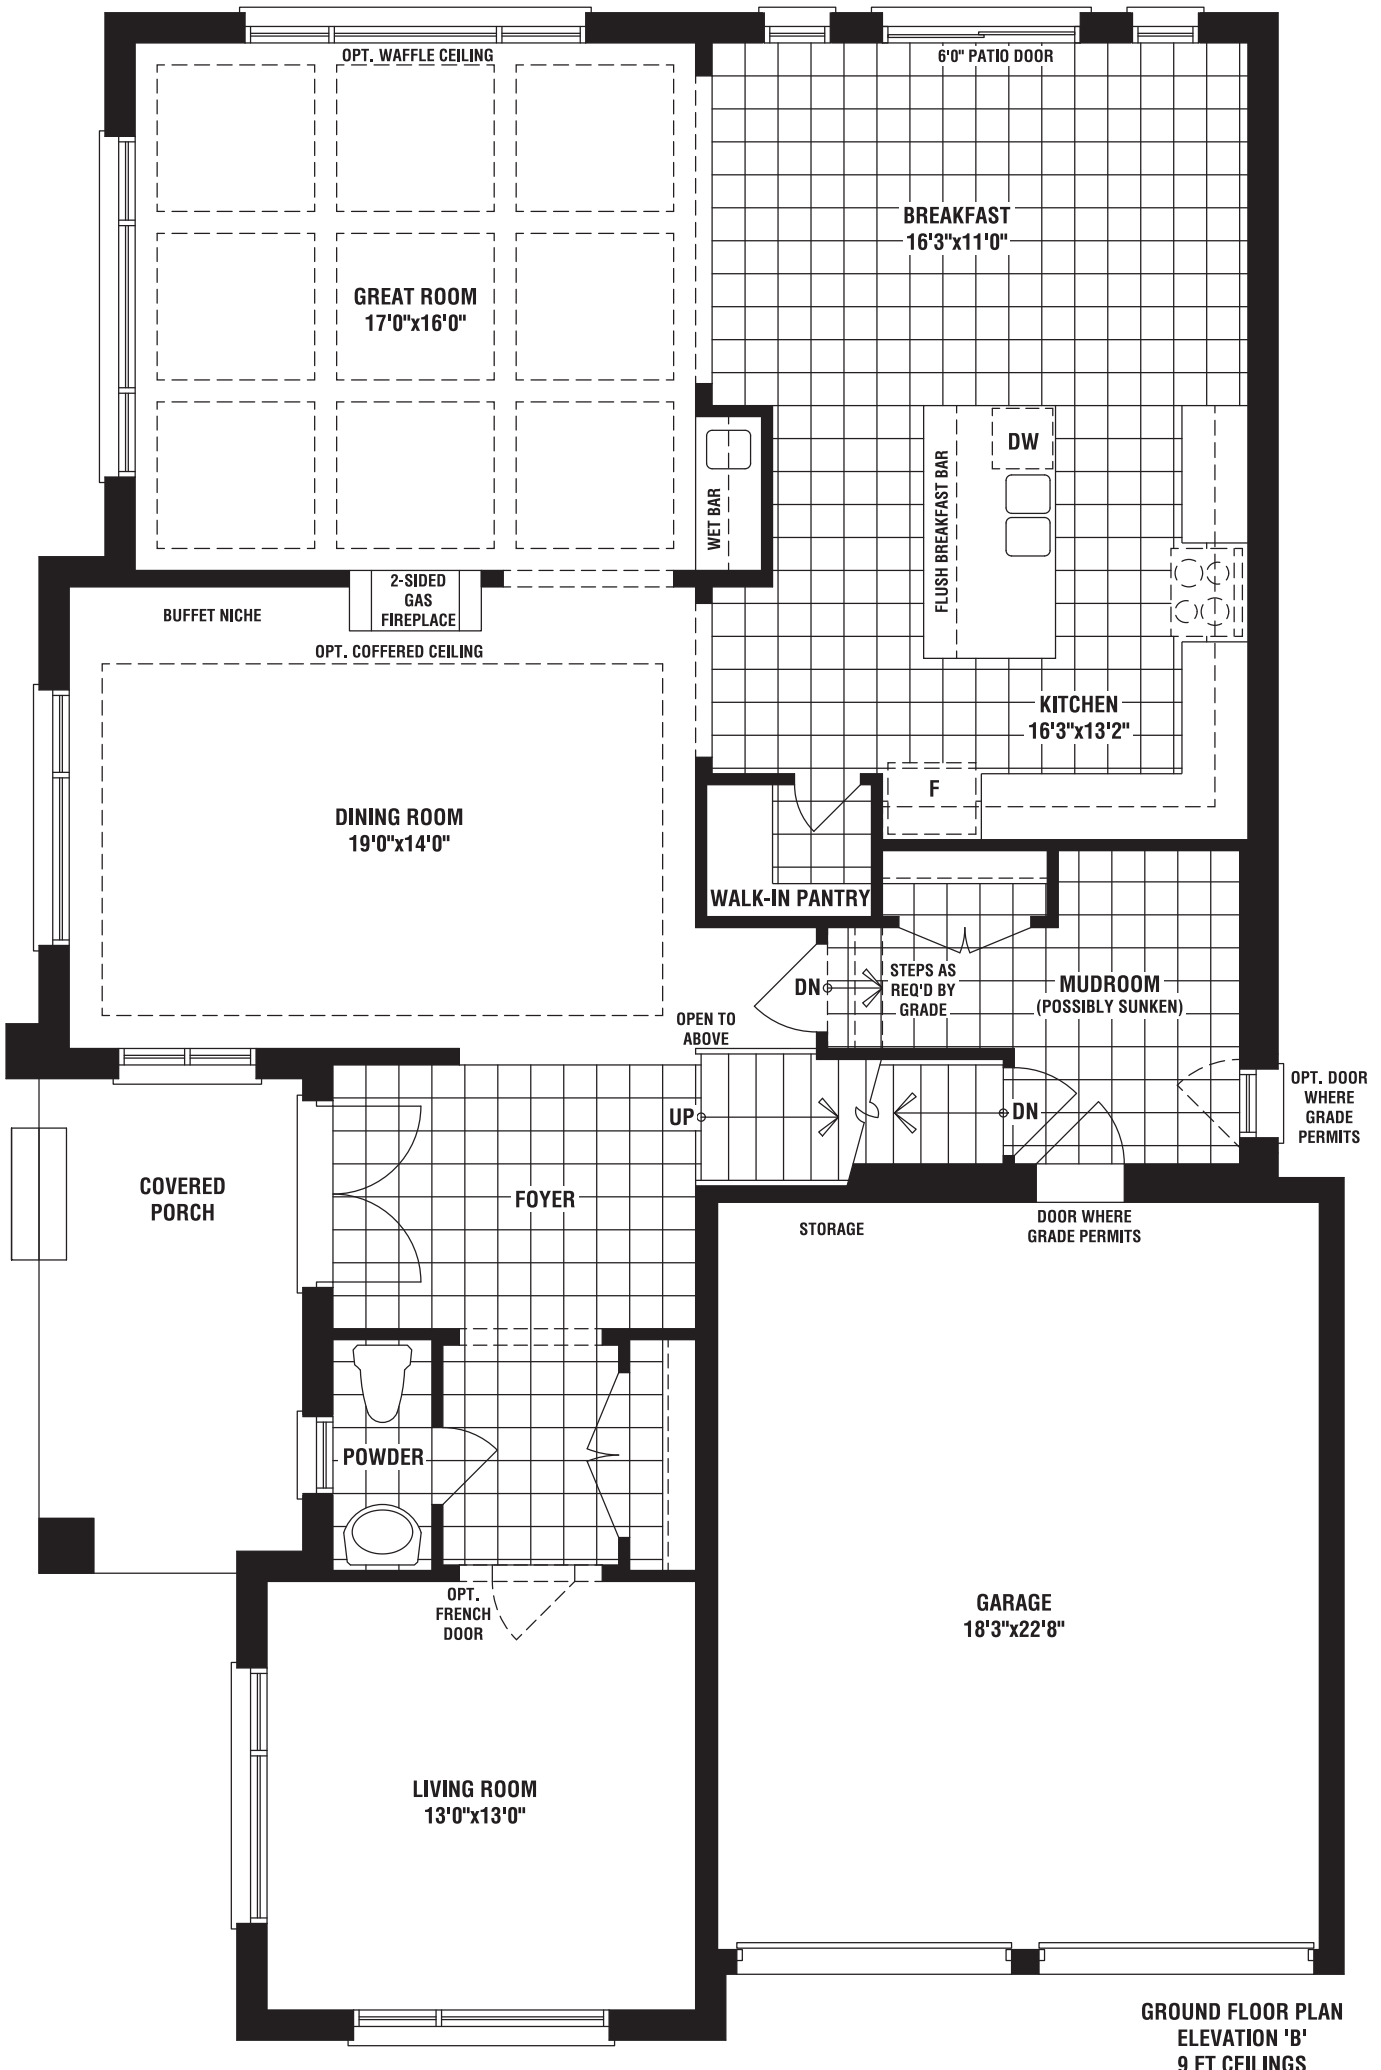 OPT. WAFFLE CEILING
6'0" PATIO DOOR
BREAKFAST
16'3"x11'0"
GREAT ROOM
17'0"x16'0"
DW
FLUSH BREAKFAST BAR
WET BAR
2-SIDED
GAS
FIREPLACE
BUFFET NICHE
OPT. COFFERED CEILING
KITCHEN
16'3"x13'2"
F
DINING ROOM
19'0"x14'0"
WALK-IN PANTRY
DN
STEPS AS
REQ'D BY
GRADE
MUDROOM
(POSSIBLY SUNKEN)
OPEN TO
ABOVE
UP
DN
OPT. DOOR
WHERE
GRADE
PERMITS
COVERED
PORCH
FOYER
STORAGE
DOOR WHERE
GRADE PERMITS
POWDER
OPT.
FRENCH
DOOR
GARAGE
18'3"x22'8"
LIVING ROOM
13'0"x13'0"
GROUND FLOOR PLAN
ELEVATION 'B'
9 FT CEILINGS